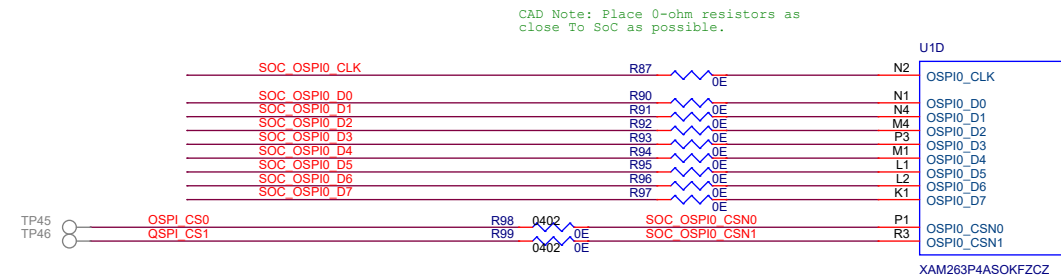 CAD Note: Place 0-ohm resistors as
close To SoC as possible.
U1D
SOC_OSPI0_CLK R87 0E N2 OSPI0_CLK
SOC_OSPI0_D0 R90 0E N1 OSPI0_D0
SOC_OSPI0_D1 R91 0E N4 OSPI0_D1
SOC_OSPI0_D2 R92 0E M4 OSPI0_D2
SOC_OSPI0_D3 R93 0E P3 OSPI0_D3
SOC_OSPI0_D4 R94 0E M1 OSPI0_D4
SOC_OSPI0_D5 R95 0E L1 OSPI0_D5
SOC_OSPI0_D6 R96 0E L2 OSPI0_D6
SOC_OSPI0_D7 R97 0E K1 OSPI0_D7
TP45 OSPI_CS0 R98 0402 0E SOC_OSPI0_CSN0 P1 OSPI0_CSN0
TP46 QSPI_CS1 R99 0402 0E SOC_OSPI0_CSN1 R3 OSPI0_CSN1
XAM263P4ASOKFZCZ